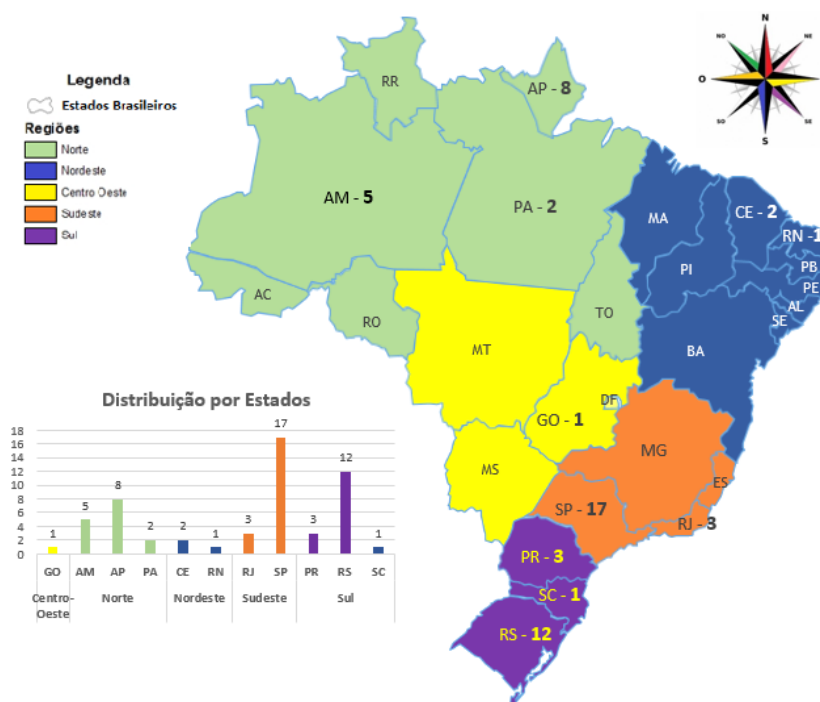 Legenda
Estados Brasileiros
Regiões
Norte
Nordeste
Centro Oeste
Sudeste
Sul
N
NO
NE
O
SO
SE
S
RR
AP - 8
AM - 5
PA - 2
MA
CE - 2
RN -1
PI
PB
PE
AL
SE
AC
RO
TO
BA
MT
DF
GO - 1
MS
MG
ES
SP - 17
RJ - 3
PR - 3
SC - 1
RS - 12
Distribuição por Estados
18
16
14
12
10
8
6
4
2
0
1
5
8
2
2
1
3
17
3
12
1
GO AM AP PA CE RN RJ SP PR RS SC
Centro-Oeste Norte Nordeste Sudeste Sul